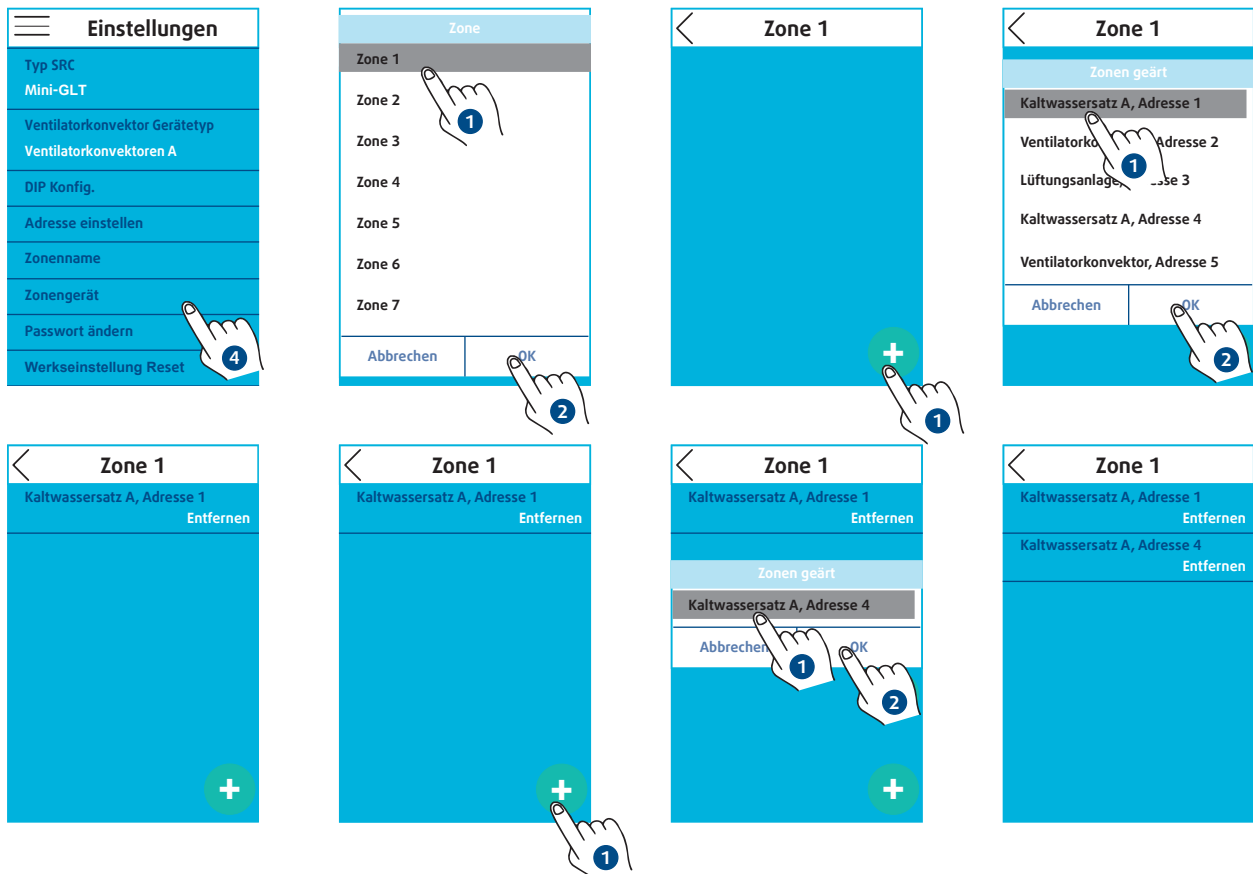 Einstellungen
Typ SRC
Mini-GLT
Ventilatorkonvektor Gerätetyp
Ventilatorkonvektoren A
DIP Konfig.
Adresse einstellen
Zonenname
Zonengerät
Passwort ändern
Werkseinstellung Reset
4
Zone
Zone 1
1
Zone 2
Zone 3
Zone 4
Zone 5
Zone 6
Zone 7
Abbrechen OK
2
Zone 1
+
1
Zone 1
Zonen geärt
Kaltwassersatz A, Adresse 1
Adresse 2
1
3
Kaltwassersatz A, Adresse 4
Ventilatorkonvektor, Adresse 5
Abbrechen OK
2
Zone 1
Kaltwassersatz A, Adresse 1
Entfernen
+
Zone 1
Kaltwassersatz A, Adresse 1
Entfernen
+
1
Zone 1
Kaltwassersatz A, Adresse 1
Entfernen
Zonen geärt
Kaltwassersatz A, Adresse 4
Abbrechen OK
1
2
+
Zone 1
Kaltwassersatz A, Adresse 1
Entfernen
Kaltwassersatz A, Adresse 4
Entfernen